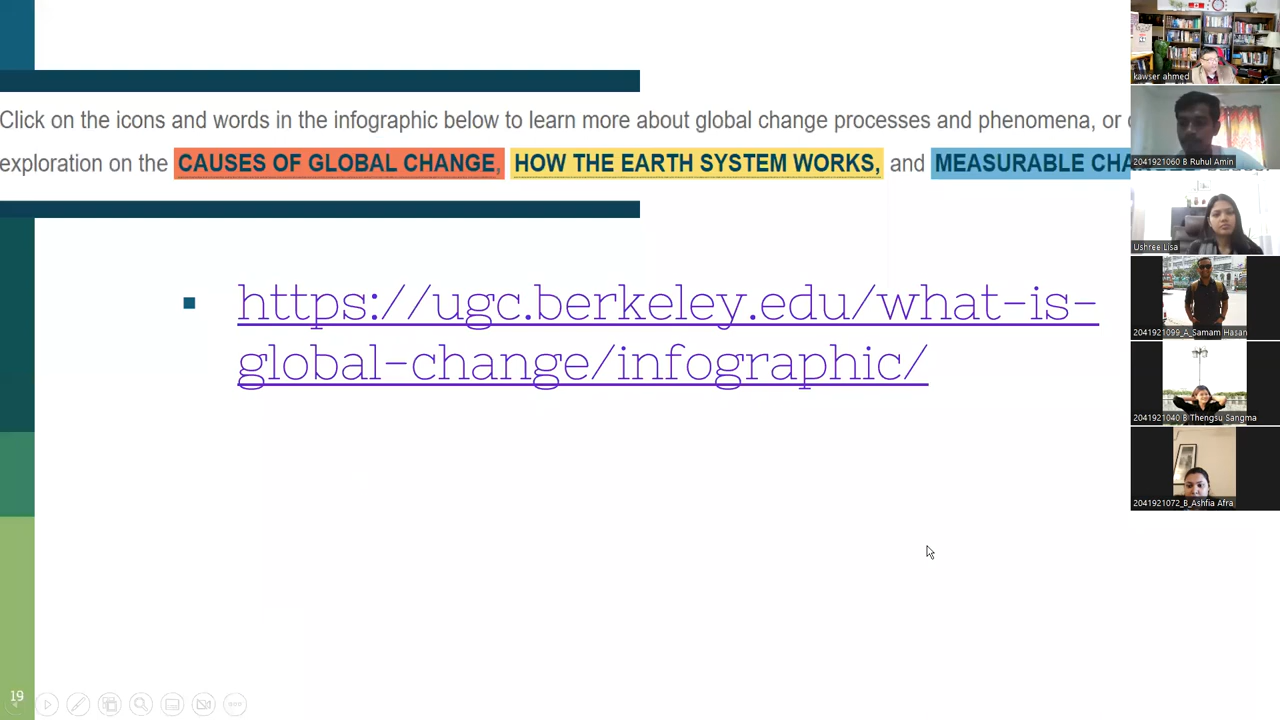 Click on the icons and words in the infographic below to learn more about global change processes and phenomena, or
exploration on the CAUSES OF GLOBAL CHANGE, HOW THE EARTH SYSTEM WORKS, and MEASURABLE CHA
https://ugc.berkeley.edu/what-is-
global-change/infographic/
19
kawser ahmed
2041921060 B Ruhul Amin
Ushree Lisa
2041921099_A_Samam Hasan
2041921040 B Thengsu Sangma
2041921072_B_Ashfia Afra